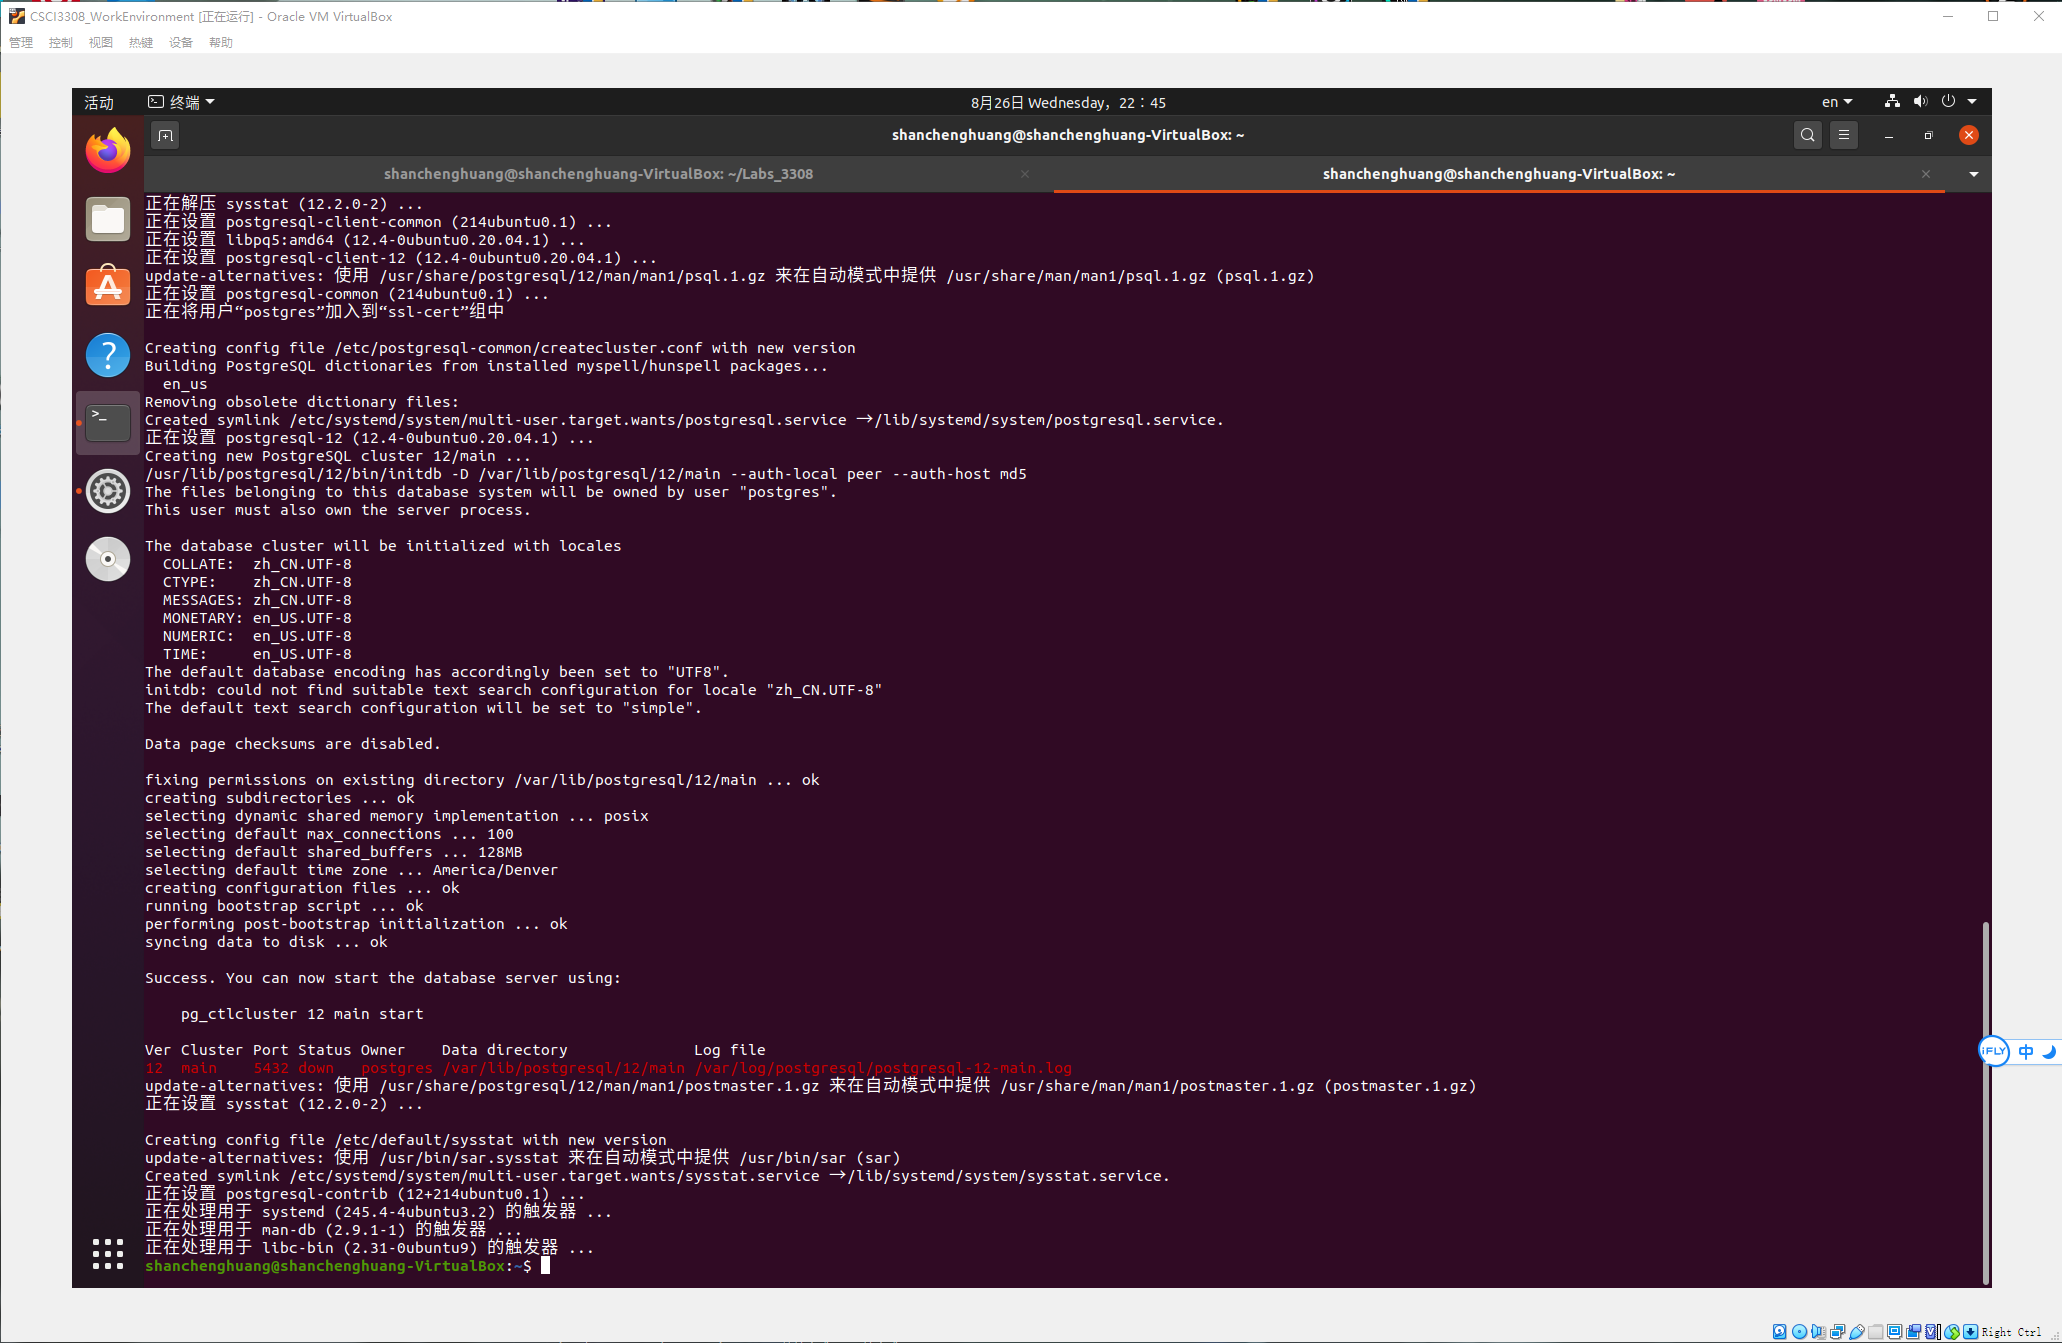 CSCI3308_WorkEnvironment [正在运行] - Oracle VM VirtualBox
管理 控制 视图 热键 设备 帮助
活动 终端 8月26日 Wednesday，22：45 en
shanchenghuang@shanchenghuang-VirtualBox: ~
shanchenghuang@shanchenghuang-VirtualBox: ~/Labs_3308
shanchenghuang@shanchenghuang-VirtualBox: ~
正在解压 sysstat (12.2.0-2) ...
正在设置 postgresql-client-common (214ubuntu0.1) ...
正在设置 libpq5:amd64 (12.4-0ubuntu0.20.04.1) ...
正在设置 postgresql-client-12 (12.4-0ubuntu0.20.04.1) ...
update-alternatives: 使用 /usr/share/postgresql/12/man/man1/psql.1.gz 来在自动模式中提供 /usr/share/man/man1/psql.1.gz (psql.1.gz)
正在设置 postgresql-common (214ubuntu0.1) ...
正在将用户“postgres”加入到“ssl-cert”组中
Creating config file /etc/postgresql-common/createcluster.conf with new version
Building PostgreSQL dictionaries from installed myspell/hunspell packages...
en_us
Removing obsolete dictionary files:
Created symlink /etc/systemd/system/multi-user.target.wants/postgresql.service →/lib/systemd/system/postgresql.service.
正在设置 postgresql-12 (12.4-0ubuntu0.20.04.1) ...
Creating new PostgreSQL cluster 12/main ...
/usr/lib/postgresql/12/bin/initdb -D /var/lib/postgresql/12/main --auth-local peer --auth-host md5
The files belonging to this database system will be owned by user "postgres".
This user must also own the server process.
The database cluster will be initialized with locales
COLLATE:  zh_CN.UTF-8
CTYPE:    zh_CN.UTF-8
MESSAGES: zh_CN.UTF-8
MONETARY: en_US.UTF-8
NUMERIC:  en_US.UTF-8
TIME:     en_US.UTF-8
The default database encoding has accordingly been set to "UTF8".
initdb: could not find suitable text search configuration for locale "zh_CN.UTF-8"
The default text search configuration will be set to "simple".
Data page checksums are disabled.
fixing permissions on existing directory /var/lib/postgresql/12/main ... ok
creating subdirectories ... ok
selecting dynamic shared memory implementation ... posix
selecting default max_connections ... 100
selecting default shared_buffers ... 128MB
selecting default time zone ... America/Denver
creating configuration files ... ok
running bootstrap script ... ok
performing post-bootstrap initialization ... ok
syncing data to disk ... ok
Success. You can now start the database server using:
pg_ctlcluster 12 main start
Ver Cluster Port Status Owner    Data directory              Log file
12  main    5432 down   postgres /var/lib/postgresql/12/main /var/log/postgresql/postgresql-12-main.log
update-alternatives: 使用 /usr/share/postgresql/12/man/man1/postmaster.1.gz 来在自动模式中提供 /usr/share/man/man1/postmaster.1.gz (postmaster.1.gz)
正在设置 sysstat (12.2.0-2) ...
Creating config file /etc/default/sysstat with new version
update-alternatives: 使用 /usr/bin/sar.sysstat 来在自动模式中提供 /usr/bin/sar (sar)
Created symlink /etc/systemd/system/multi-user.target.wants/sysstat.service →/lib/systemd/system/sysstat.service.
正在设置 postgresql-contrib (12+214ubuntu0.1) ...
正在处理用于 systemd (245.4-4ubuntu3.2) 的触发器 ...
正在处理用于 man-db (2.9.1-1) 的触发器 ...
正在处理用于 libc-bin (2.31-0ubuntu9) 的触发器 ...
shanchenghuang@shanchenghuang-VirtualBox:~$
iFLY 中
Right Ctrl